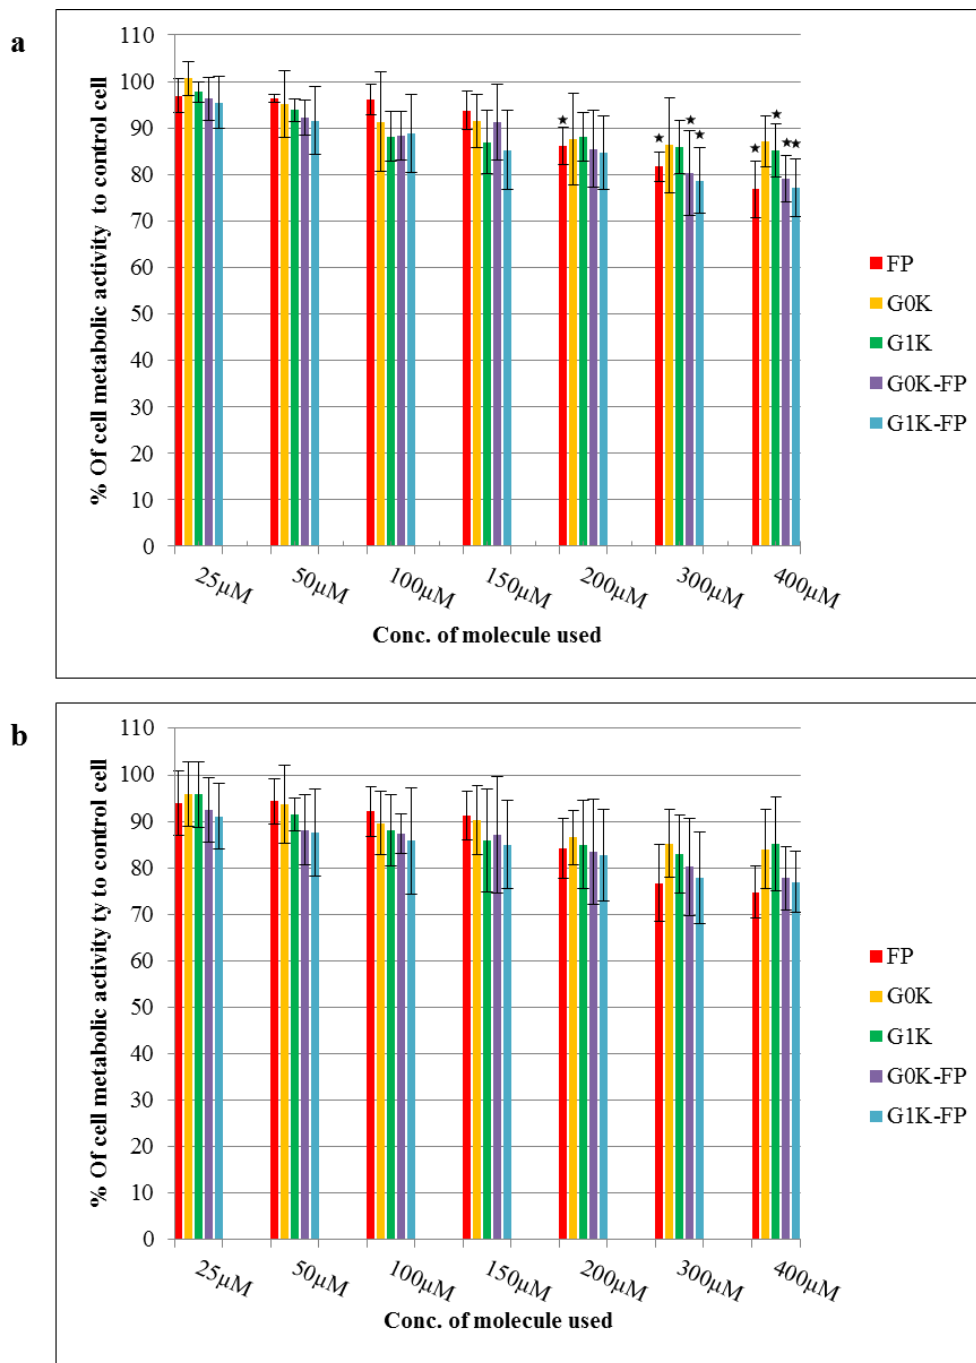 a
110
100
90
80
70
60
50
40
30
20
10
0
% Of cell metabolic activity to control cell
25µM 50µM 100µM 150µM 200µM 300µM 400µM
Conc. of molecule used
FP
G0K
G1K
G0K-FP
G1K-FP
b
110
100
90
80
70
60
50
40
30
20
10
0
% Of cell metabolic activity ty to control cell
25µM 50µM 100µM 150µM 200µM 300µM 400µM
Conc. of molecule used
FP
G0K
G1K
G0K-FP
G1K-FP